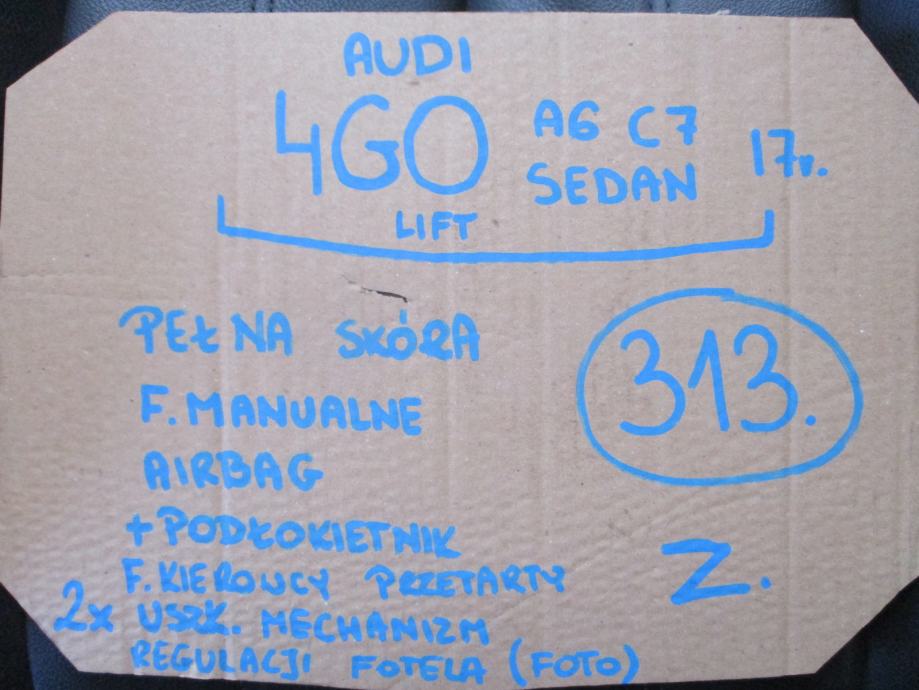 AUDI
4GO A6 C7 SEDAN 17r.
LIFT
PEŁNA SKÓRA
313.
F.MANUALNE
AIRBAG
+PODŁOKIETNIK
F.KIEROWCY PRZETARTY
Z.
2x USZK. MECHANIZM
REGULACJI FOTELA (FOTO)